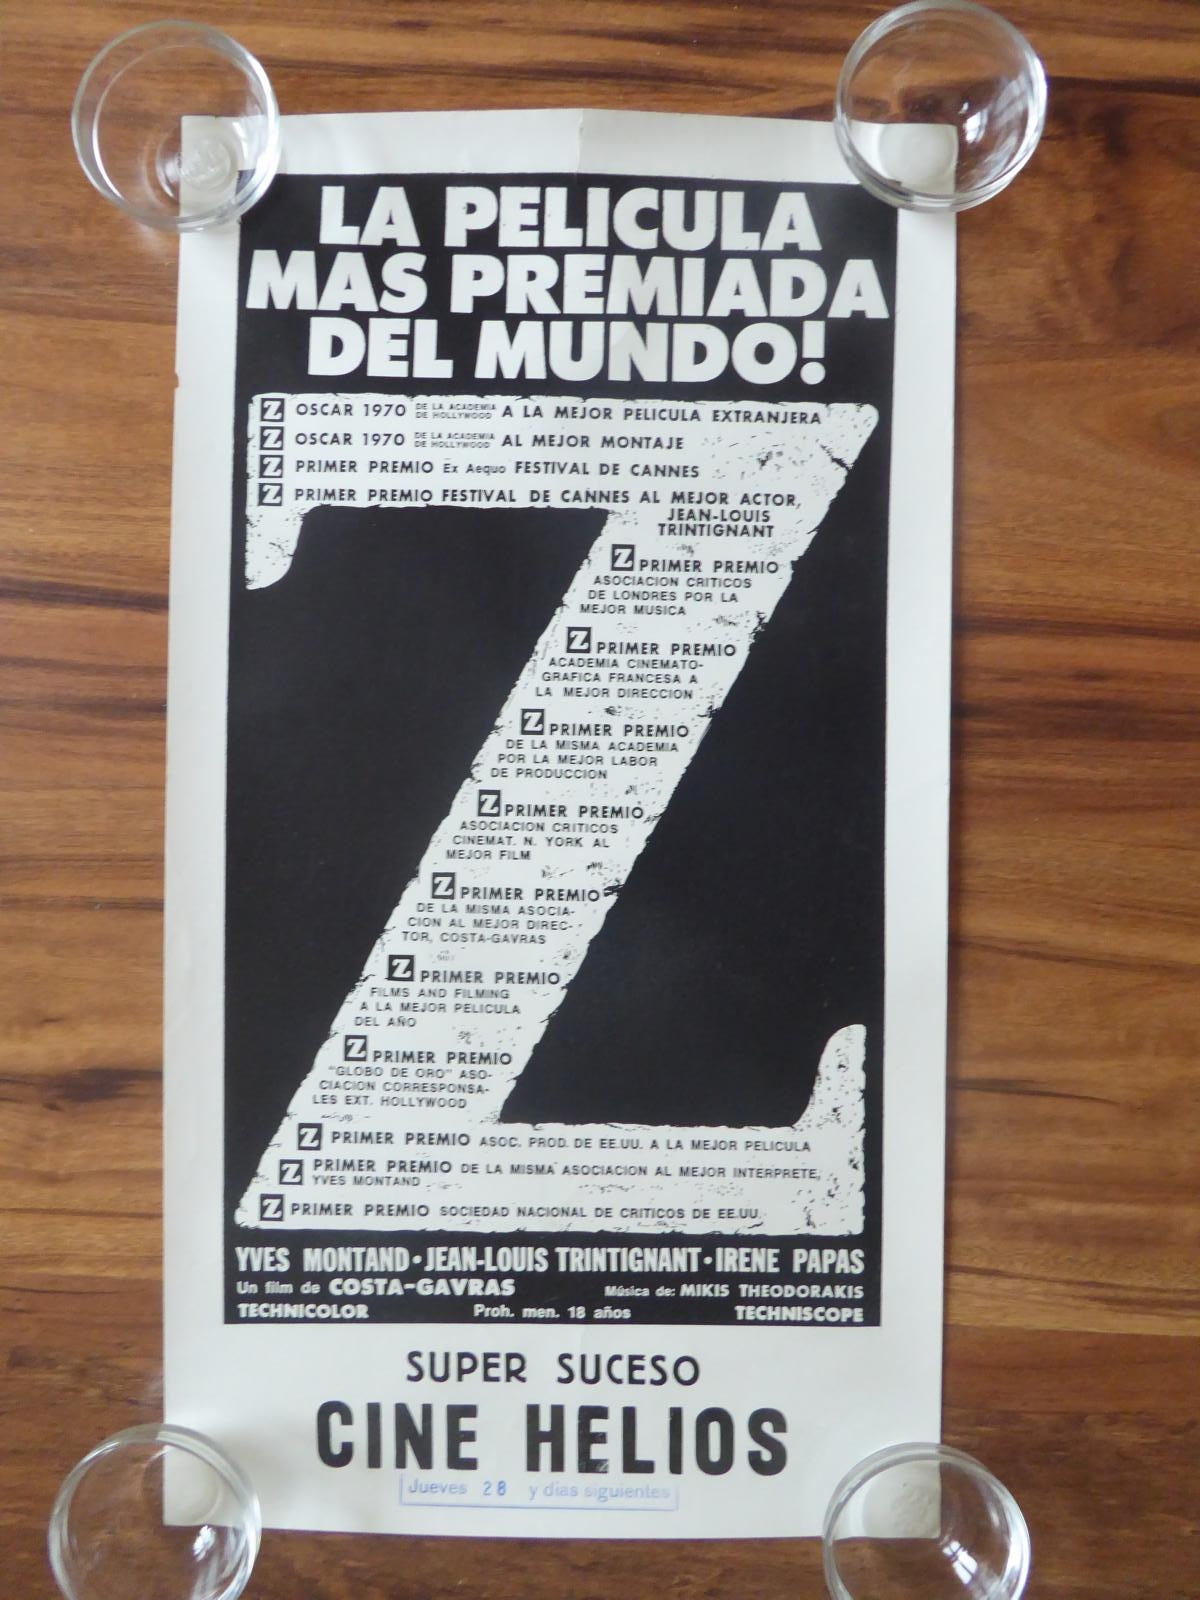 LA PELICULA
MAS PREMIADA
DEL MUNDO!
Z OSCAR 1970 DE LA ACADEMIA DE HOLLYWOOD A LA MEJOR PELICULA EXTRANJERA
Z OSCAR 1970 DE LA ACADEMIA DE HOLLYWOOD AL MEJOR MONTAJE
Z PRIMER PREMIO Ex Aequo FESTIVAL DE CANNES
Z PRIMER PREMIO FESTIVAL DE CANNES AL MEJOR ACTOR,
JEAN-LOUIS
TRINTIGNANT
Z PRIMER PREMIO
ASOCIACION CRITICOS
DE LONDRES POR LA
MEJOR MUSICA
Z PRIMER PREMIO
ACADEMIA CINEMATO-
GRAFICA FRANCESA A
LA MEJOR DIRECCION
Z PRIMER PREMIO
DE LA MISMA ACADEMIA
POR LA MEJOR LABOR
DE PRODUCCION
Z PRIMER PREMIO
ASOCIACION CRITICOS
CINEMAT. N. YORK AL
MEJOR FILM
Z PRIMER PREMIO
DE LA MISMA ASOCIA-
CION AL MEJOR DIREC-
TOR, COSTA-GAVRAS
Z PRIMER PREMIO
FILMS AND FILMING
A LA MEJOR PELICULA
DEL AÑO
Z PRIMER PREMIO
"GLOBO DE ORO" ASO-
CIACION CORRESPONSA-
LES EXT. HOLLYWOOD
Z PRIMER PREMIO ASOC. PROD. DE EE.UU. A LA MEJOR PELICULA
Z PRIMER PREMIO DE LA MISMA ASOCIACION AL MEJOR INTERPRETE,
YVES MONTAND
Z PRIMER PREMIO SOCIEDAD NACIONAL DE CRITICOS DE EE.UU.
YVES MONTAND · JEAN-LOUIS TRINTIGNANT · IRENE PAPAS
Un film de COSTA-GAVRAS Música de: MIKIS THEODORAKIS
TECHNICOLOR Proh. men. 18 años TECHNISCOPE
SUPER SUCESO
CINE HELIOS
Jueves 28 y dias siguientes